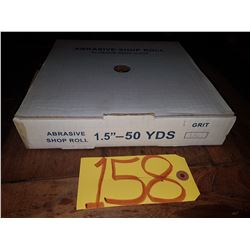 ABRASIVE SHOP ROLL
ABRASIVE
SHOP ROLL
1.5"-50 YDS
GRIT
158